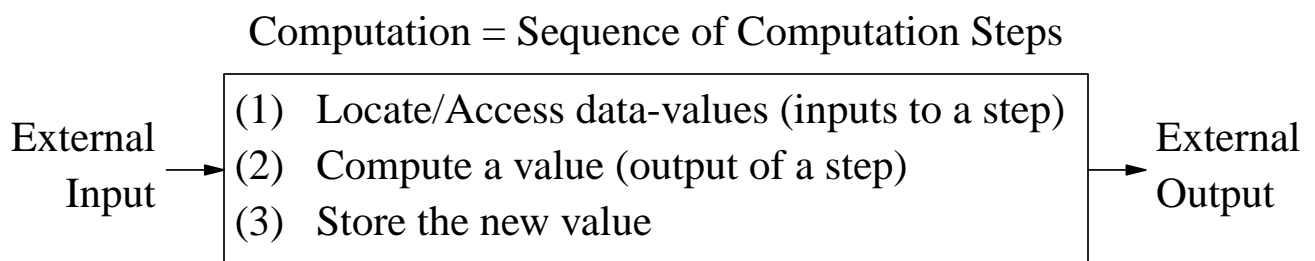 Computation = Sequence of Computation Steps
External
Input
(1) Locate/Access data-values (inputs to a step)
(2) Compute a value (output of a step)
(3) Store the new value
External
Output